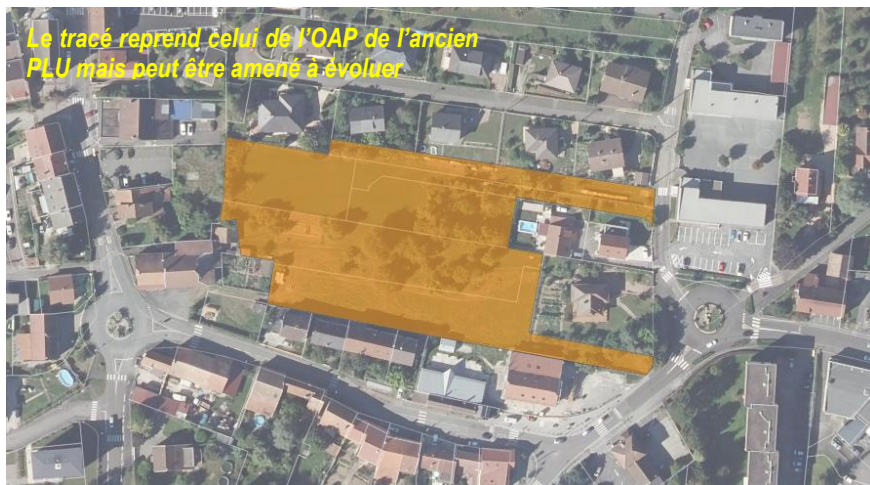 Le tracé reprend celui de l'OAP de l'ancien
PLU mais peut être amené à évoluer